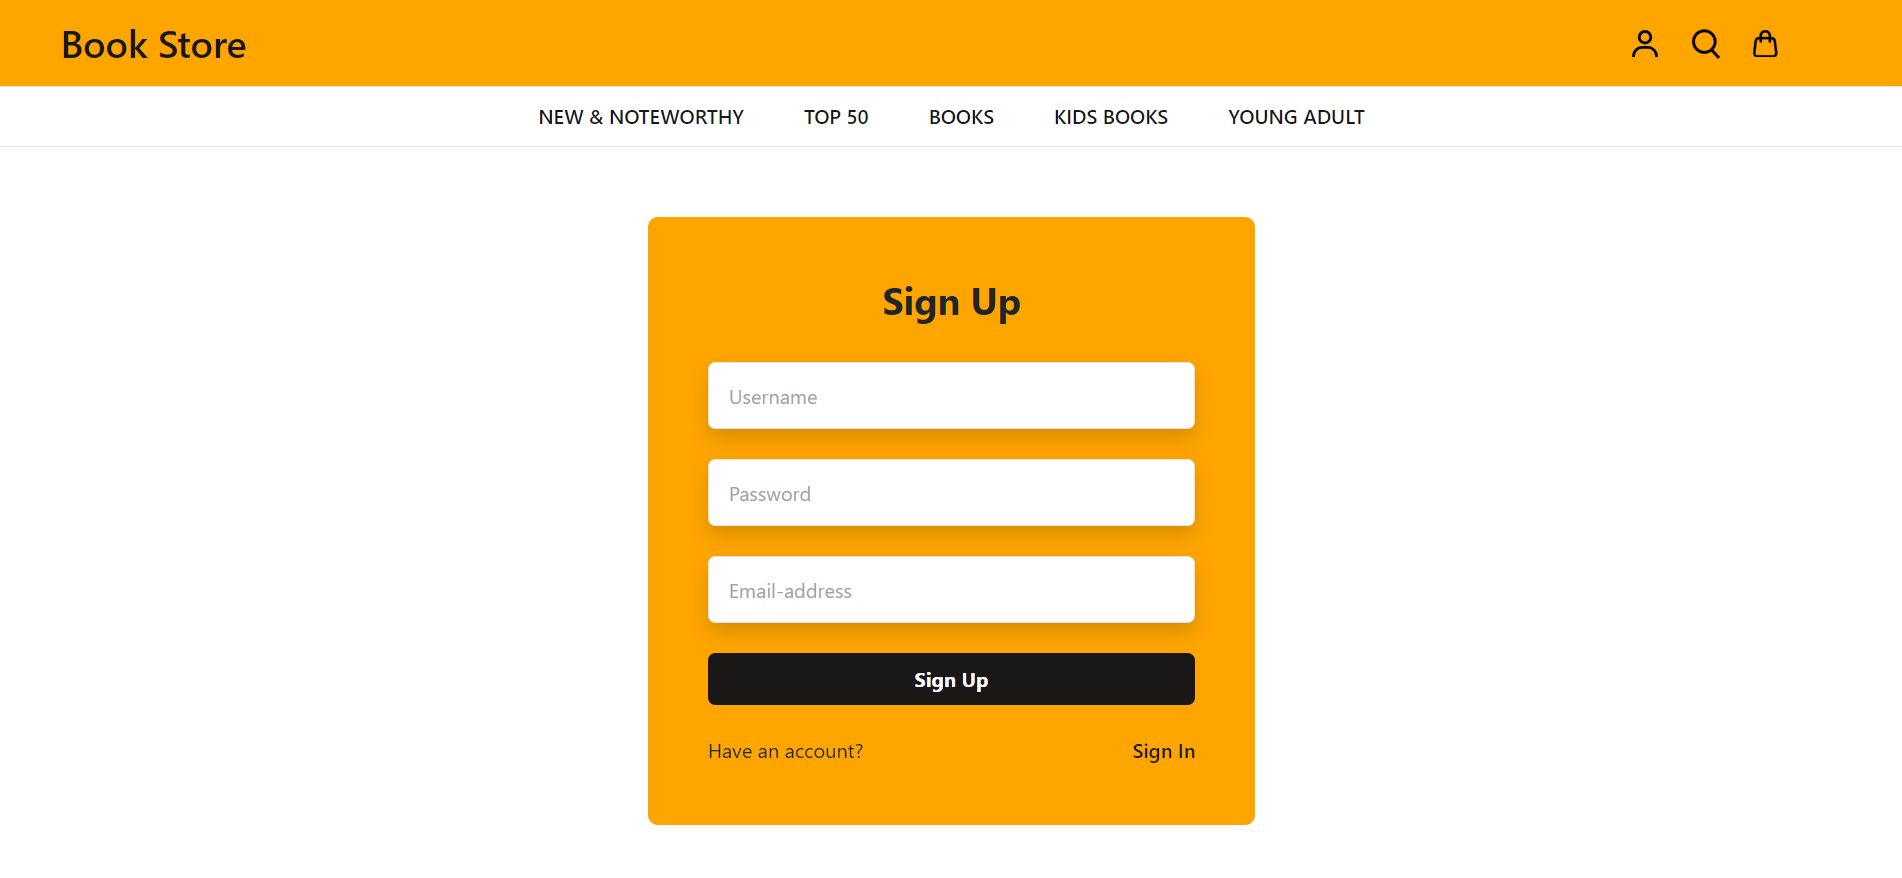 Book Store
NEW & NOTEWORTHY TOP 50 BOOKS KIDS BOOKS YOUNG ADULT
Sign Up
Username
Password
Email-address
Sign Up
Have an account? Sign In